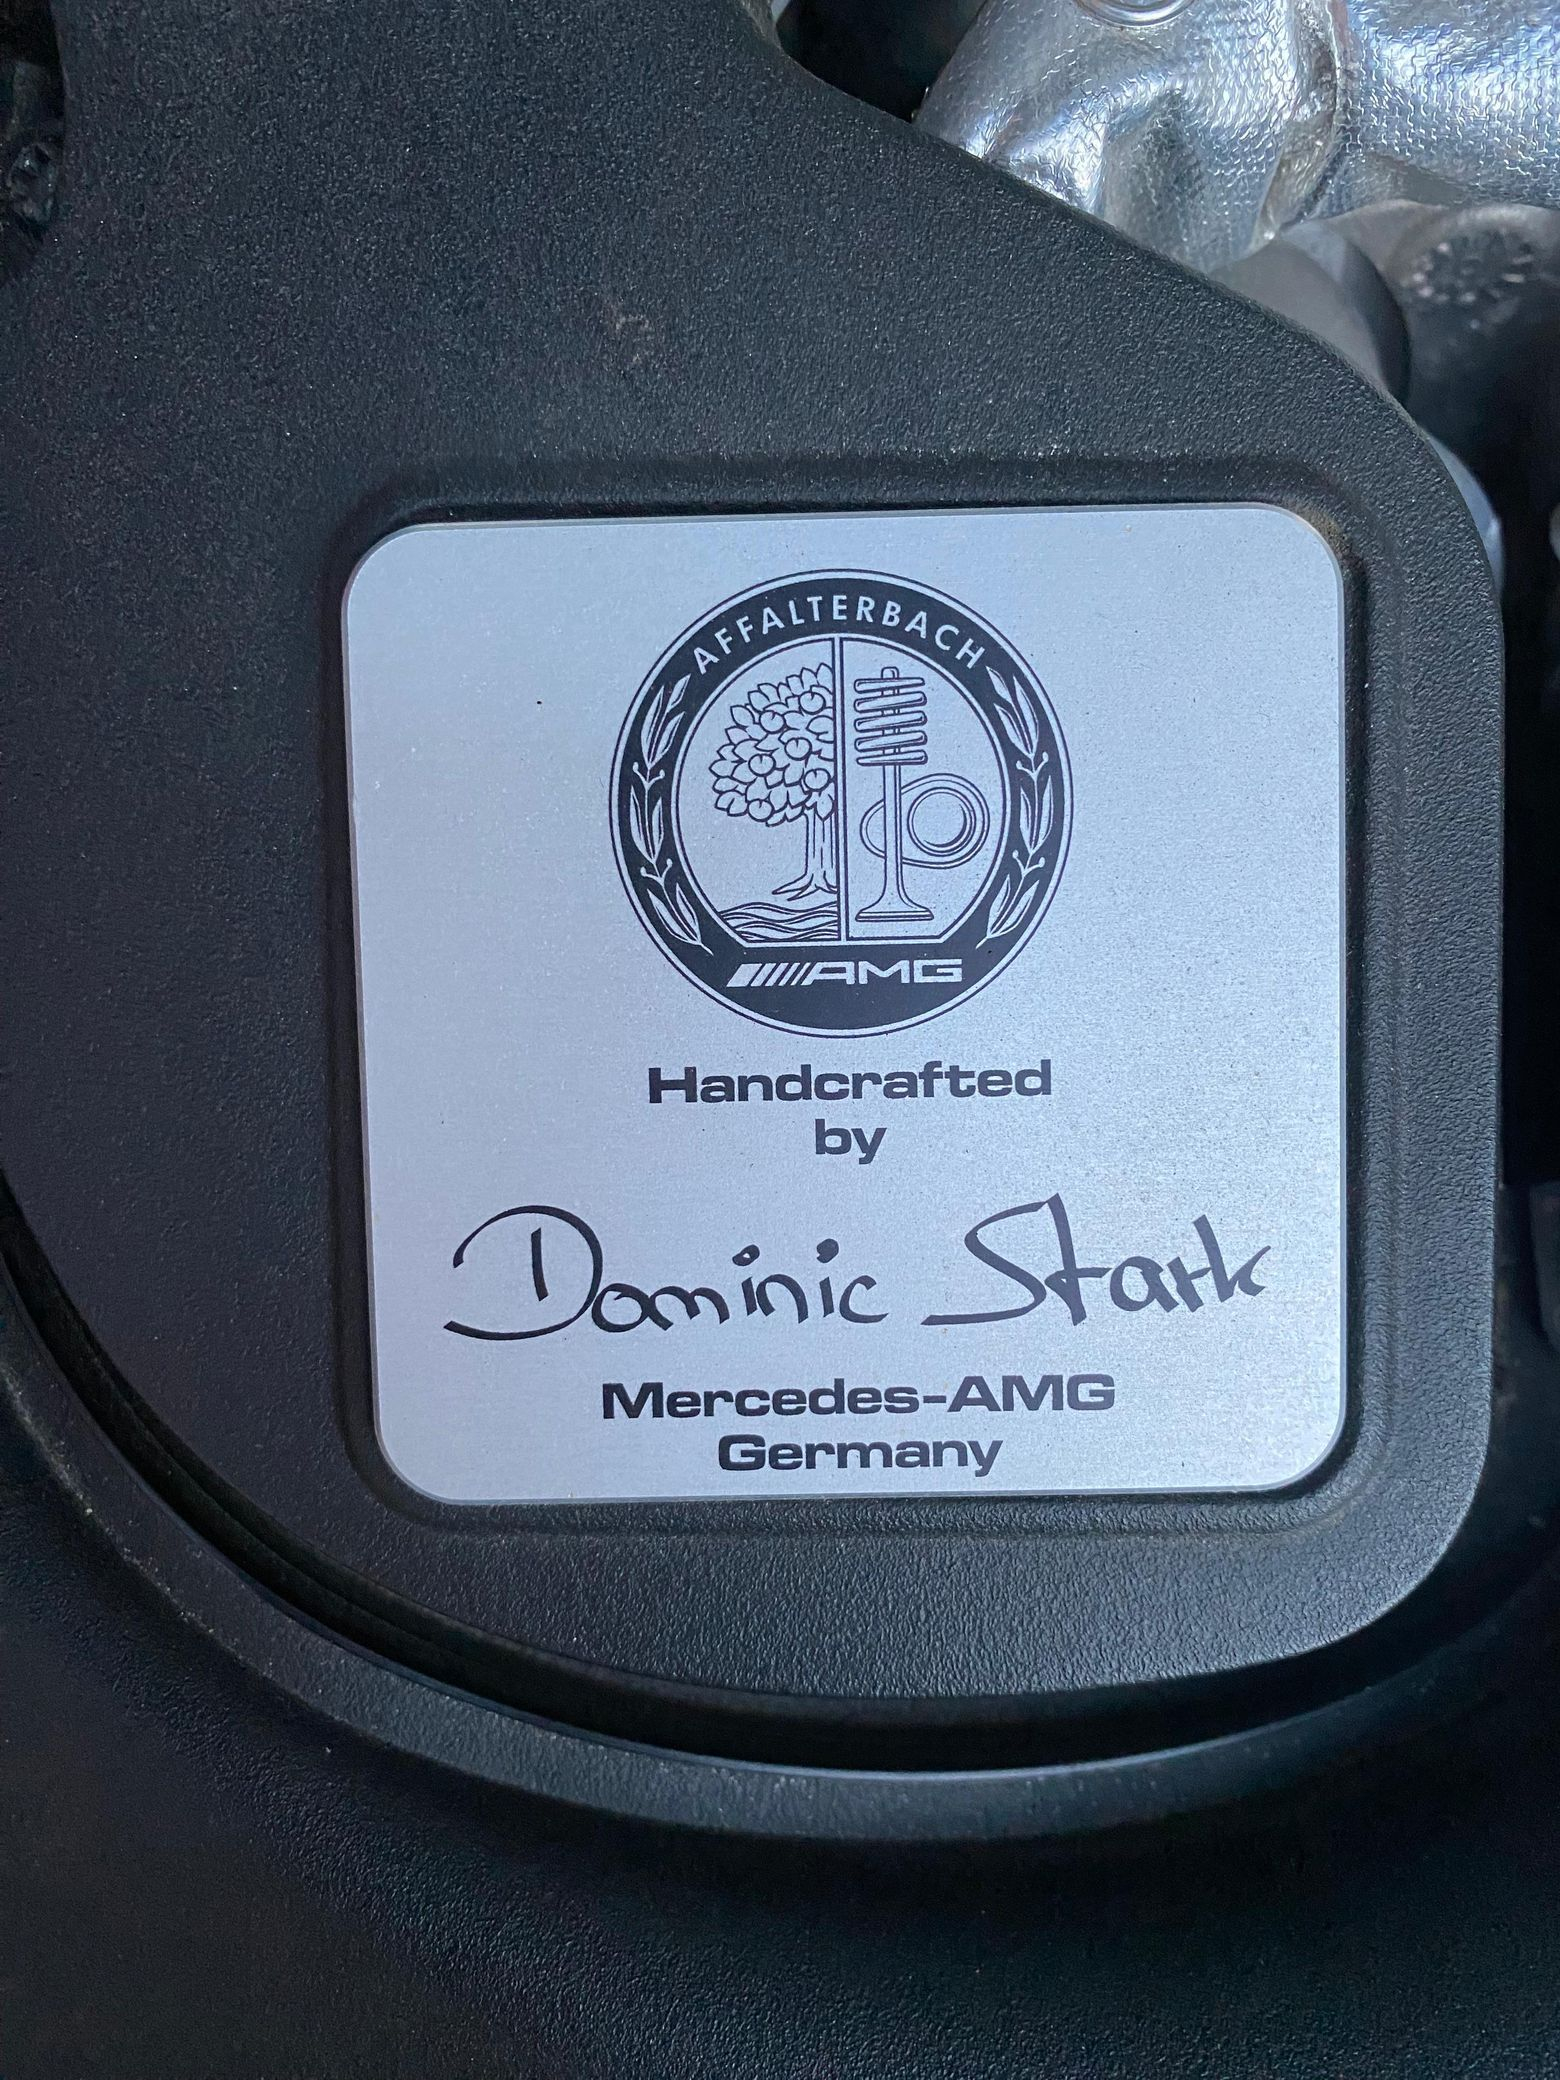 AFFALTERBACH
AMG
Handcrafted
by
Dominic Stark
Mercedes-AMG
Germany